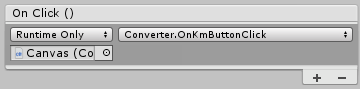 On Click ()
Runtime Only Converter.OnKmButtonClick
Canvas (Co